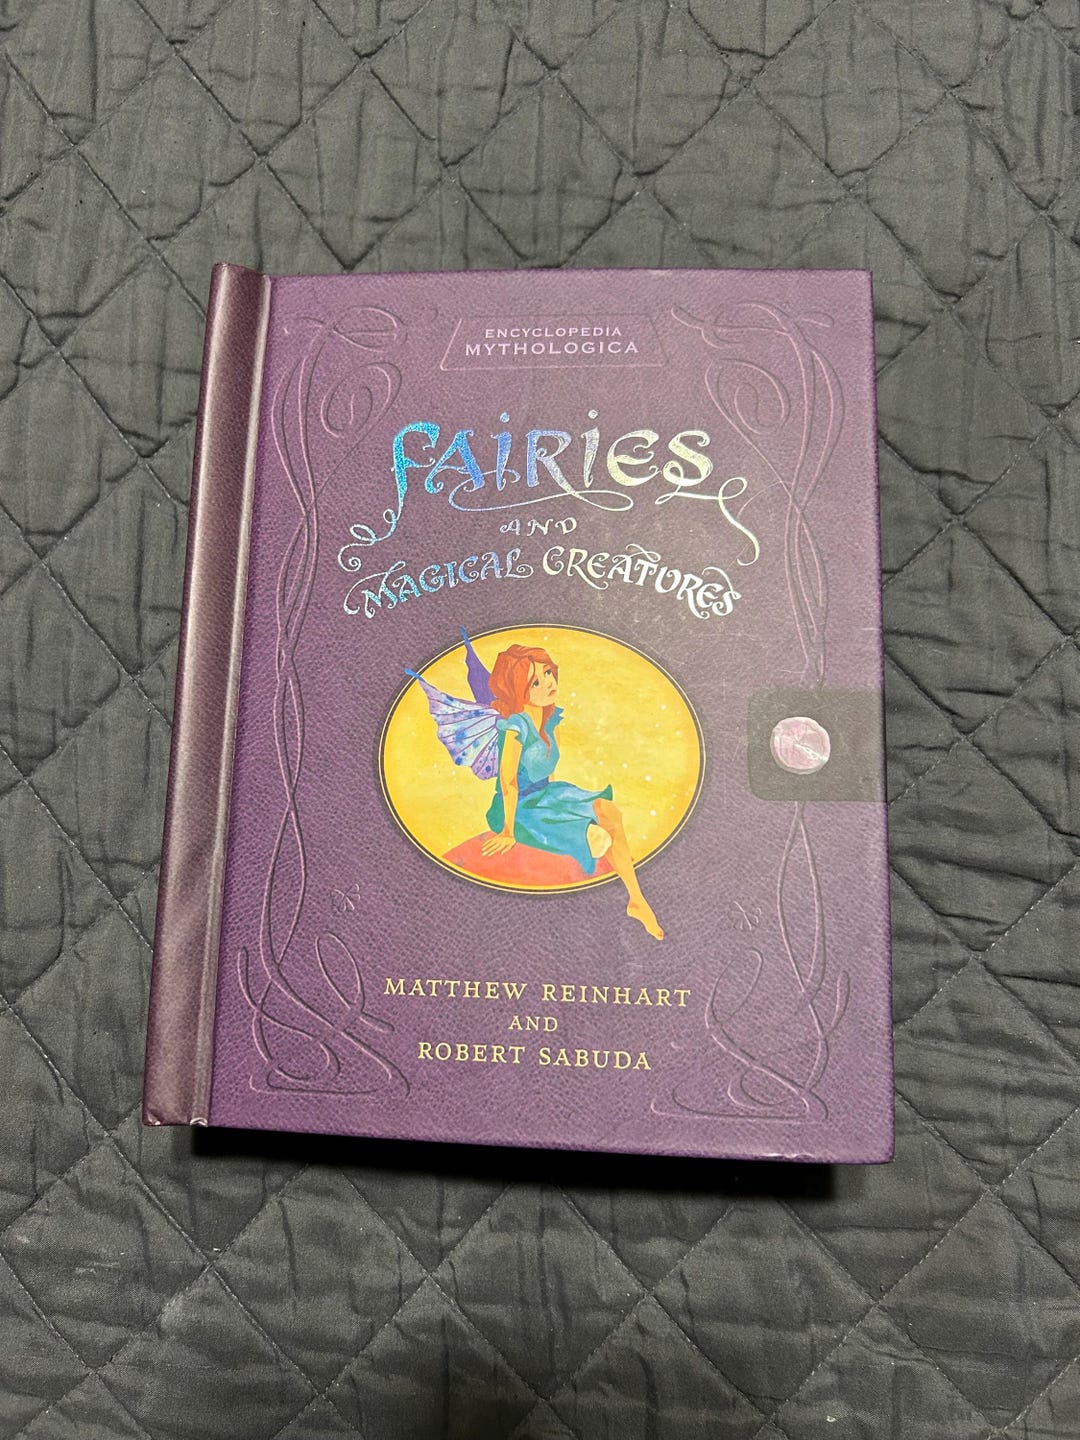 ENCYCLOPEDIA
MYTHOLOGICA
FAIRIES
AND
MAGICAL CREATURES
MATTHEW REINHART
AND
ROBERT SABUDA